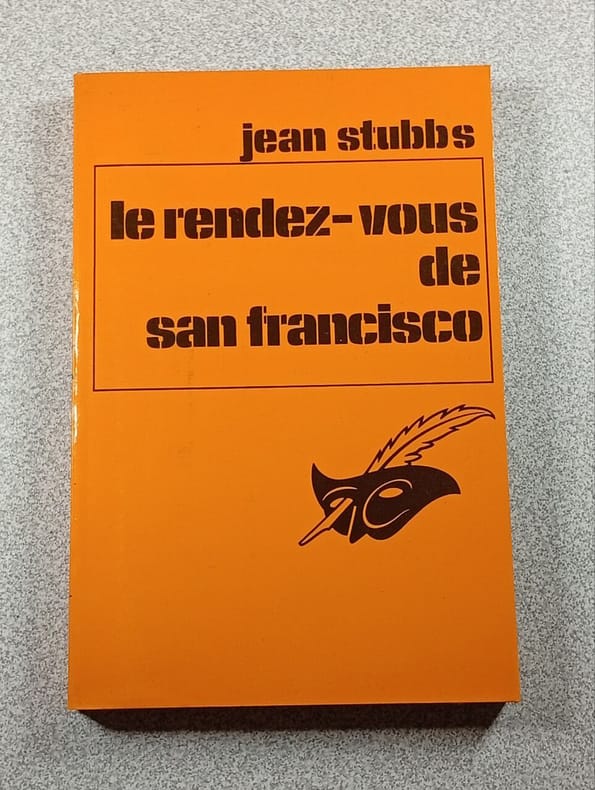 jean stubbs
le rendez-vous
de
san francisco